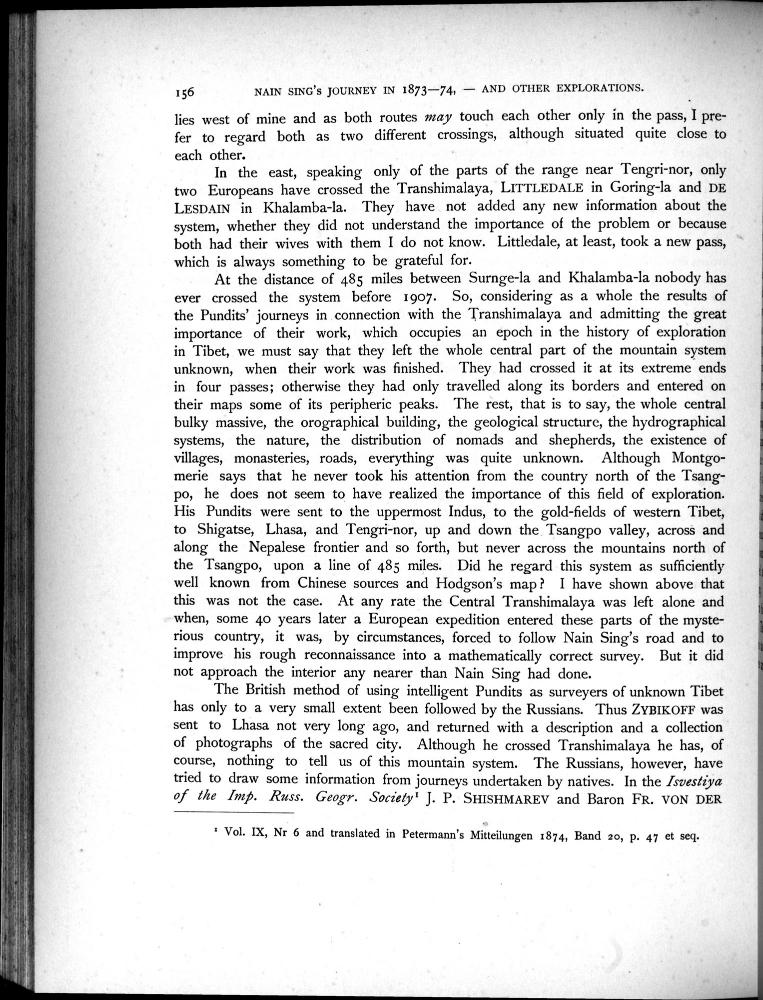 156 NAIN SING'S JOURNEY IN 1873—74, — AND OTHER EXPLORATIONS.
lies west of mine and as both routes may touch each other only in the pass, I pre-
fer to regard both as two different crossings, although situated quite close to
each other.
In the east, speaking only of the parts of the range near Tengri-nor, only
two Europeans have crossed the Transhimalaya, LITTLEDALE in Goring-la and DE
LESDAIN in Khalamba-la. They have not added any new information about the
system, whether they did not understand the importance of the problem or because
both had their wives with them I do not know. Littledale, at least, took a new pass,
which is always something to be grateful for.
At the distance of 485 miles between Surnge-la and Khalamba-la nobody has
ever crossed the system before 1907. So, considering as a whole the results of
the Pundits' journeys in connection with the Transhimalaya and admitting the great
importance of their work, which occupies an epoch in the history of exploration
in Tibet, we must say that they left the whole central part of the mountain system
unknown, when their work was finished. They had crossed it at its extreme ends
in four passes; otherwise they had only travelled along its borders and entered on
their maps some of its peripheric peaks. The rest, that is to say, the whole central
bulky massive, the orographical building, the geological structure, the hydrographical
systems, the nature, the distribution of nomads and shepherds, the existence of
villages, monasteries, roads, everything was quite unknown. Although Montgo-
merie says that he never took his attention from the country north of the Tsang-
po, he does not seem to have realized the importance of this field of exploration.
His Pundits were sent to the uppermost Indus, to the gold-fields of western Tibet,
to Shigatse, Lhasa, and Tengri-nor, up and down the Tsangpo valley, across and
along the Nepalese frontier and so forth, but never across the mountains north of
the Tsangpo, upon a line of 485 miles. Did he regard this system as sufficiently
well known from Chinese sources and Hodgson's map? I have shown above that
this was not the case. At any rate the Central Transhimalaya was left alone and
when, some 40 years later a European expedition entered these parts of the myste-
rious country, it was, by circumstances, forced to follow Nain Sing's road and to
improve his rough reconnaissance into a mathematically correct survey. But it did
not approach the interior any nearer than Nain Sing had done.
The British method of using intelligent Pundits as surveyors of unknown Tibet
has only to a very small extent been followed by the Russians. Thus ZYBIKOFF was
sent to Lhasa not very long ago, and returned with a description and a collection
of photographs of the sacred city. Although he crossed Transhimalaya he has, of
course, nothing to tell us of this mountain system. The Russians, however, have
tried to draw some information from journeys undertaken by natives. In the Isvestiya
of the Imp. Russ. Geogr. Society¹ J. P. SHISHMAREV and Baron FR. VON DER
¹ Vol. IX, Nr 6 and translated in Petermann's Mitteilungen 1874, Band 20, p. 47 et seq.